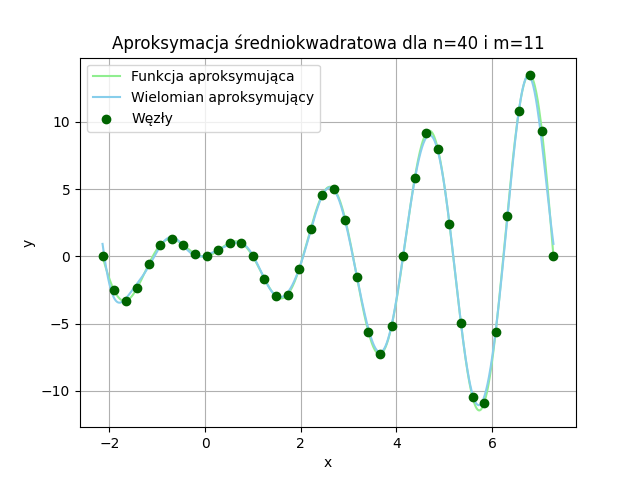 Aproksymacja średniokwadratowa dla n=40 i m=11
Funkcja aproksymująca
Wielomian aproksymujący
Węzły
y
10
5
0
−5
−10
−2
0
2
4
6
x